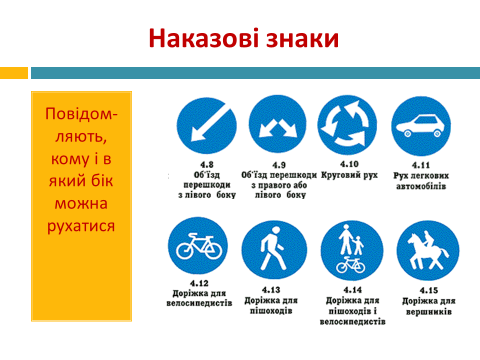 Наказові знаки
Повідом-
ляють,
кому і в
який бік
можна
рухатися
4.8
Об'їзд
перешкоди
з лівого боку
4.9
Об'їзд перешкоди
з правого або
лівого боку
4.10
Круговий рух
4.11
Рух легкових
автомобілів
4.12
Доріжка для
велосипедистів
4.13
Доріжка для
пішоходів
4.14
Доріжка для
пішоходів і
велосипедистів
4.15
Доріжка для
вершників